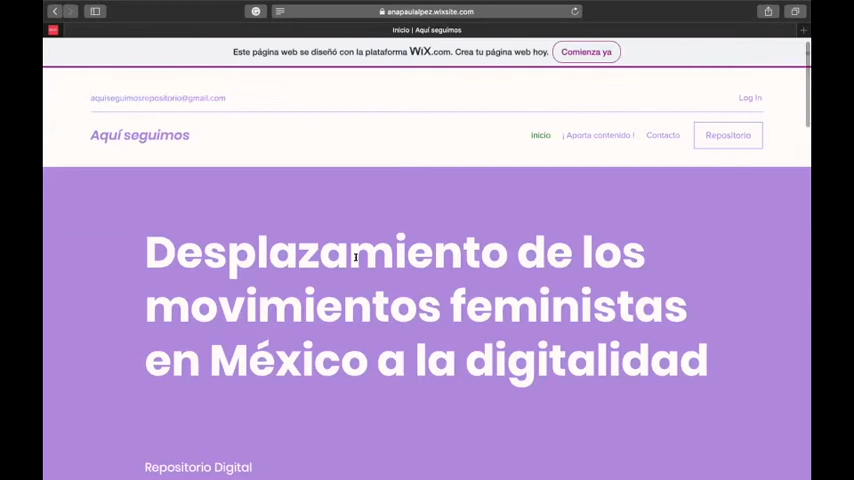 anapaulalpez.wixsite.com
Inicio | Aquí seguimos
Este página web se diseñó con la plataforma WiX.com. Crea tu página web hoy. Comienza ya
aquiseguimosrepositorio@gmail.com Log In
Aquí seguimos inicio ¡ Aporta contenido ! Contacto Repositorio
Desplazamiento de los
movimientos feministas
en México a la digitalidad
Repositorio Digital